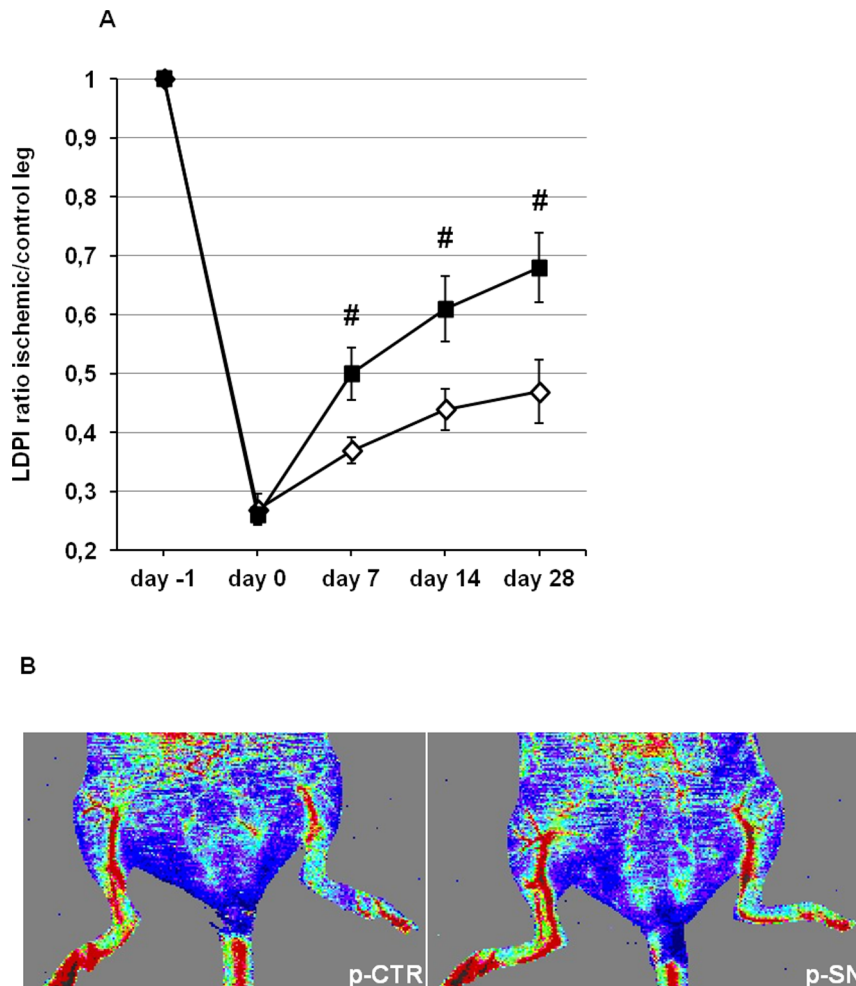 A
LDPI ratio ischemic/control leg
1
0,9
0,8
0,7
0,6
0,5
0,4
0,3
0,2
#
#
#
day -1 day 0 day 7 day 14 day 28
B
p-CTR
p-SN